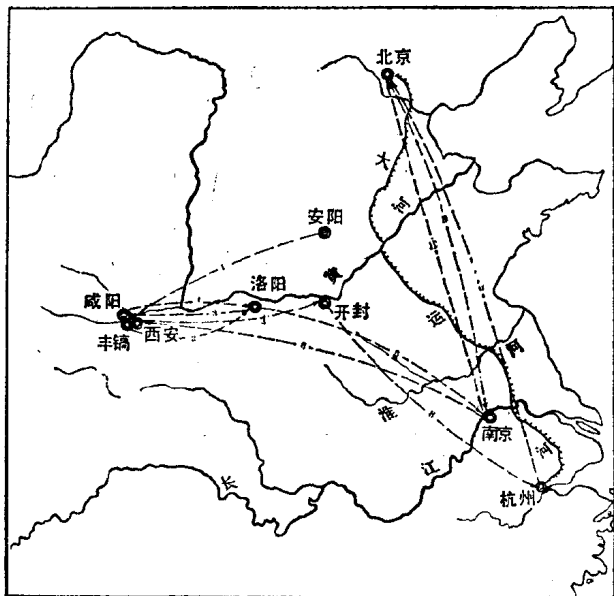 北京
大
河
安阳
黄
洛阳
咸阳
开封
西安
丰镐
运
淮
南京
江
河
长
杭州